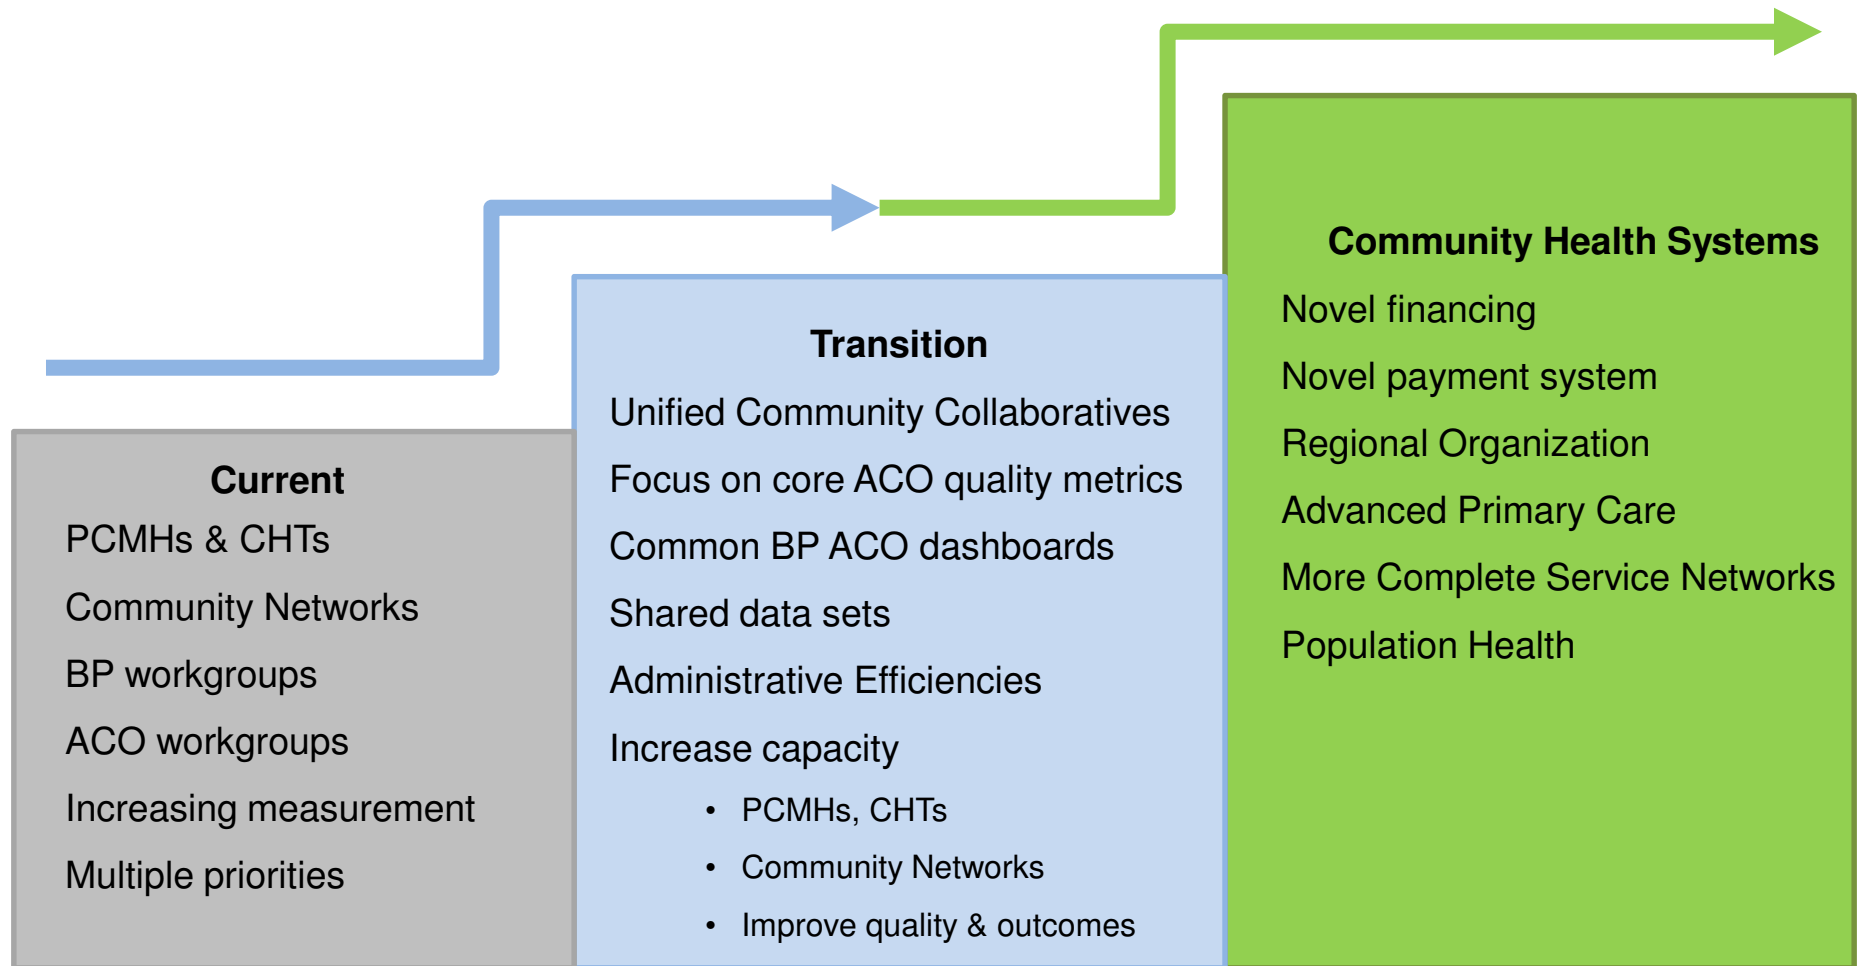 Current
PCMHs & CHTs
Community Networks
BP workgroups
ACO workgroups
Increasing measurement
Multiple priorities
Transition
Unified Community Collaboratives
Focus on core ACO quality metrics
Common BP ACO dashboards
Shared data sets
Administrative Efficiencies
Increase capacity
• PCMHs, CHTs
• Community Networks
• Improve quality & outcomes
Community Health Systems
Novel financing
Novel payment system
Regional Organization
Advanced Primary Care
More Complete Service Networks
Population Health